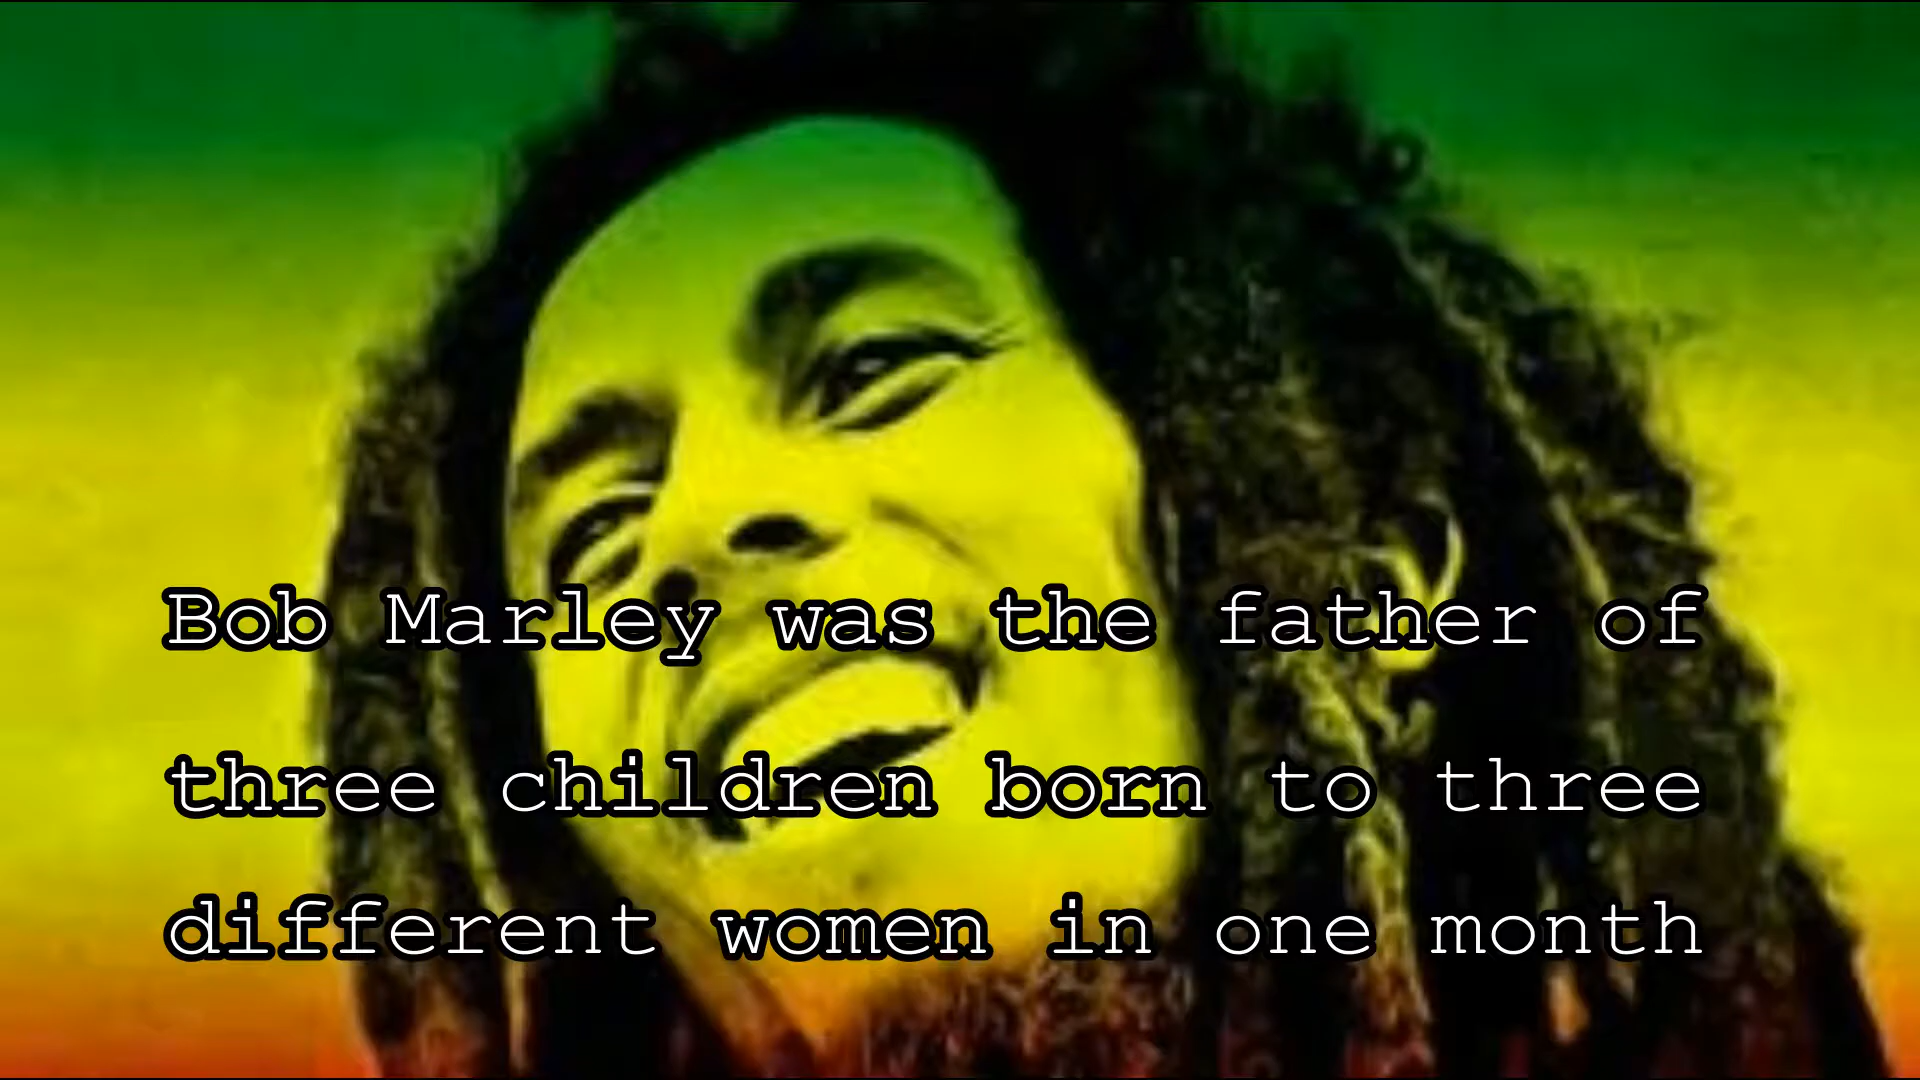 Bob Marley was the father of
three children born to three
different women in one month